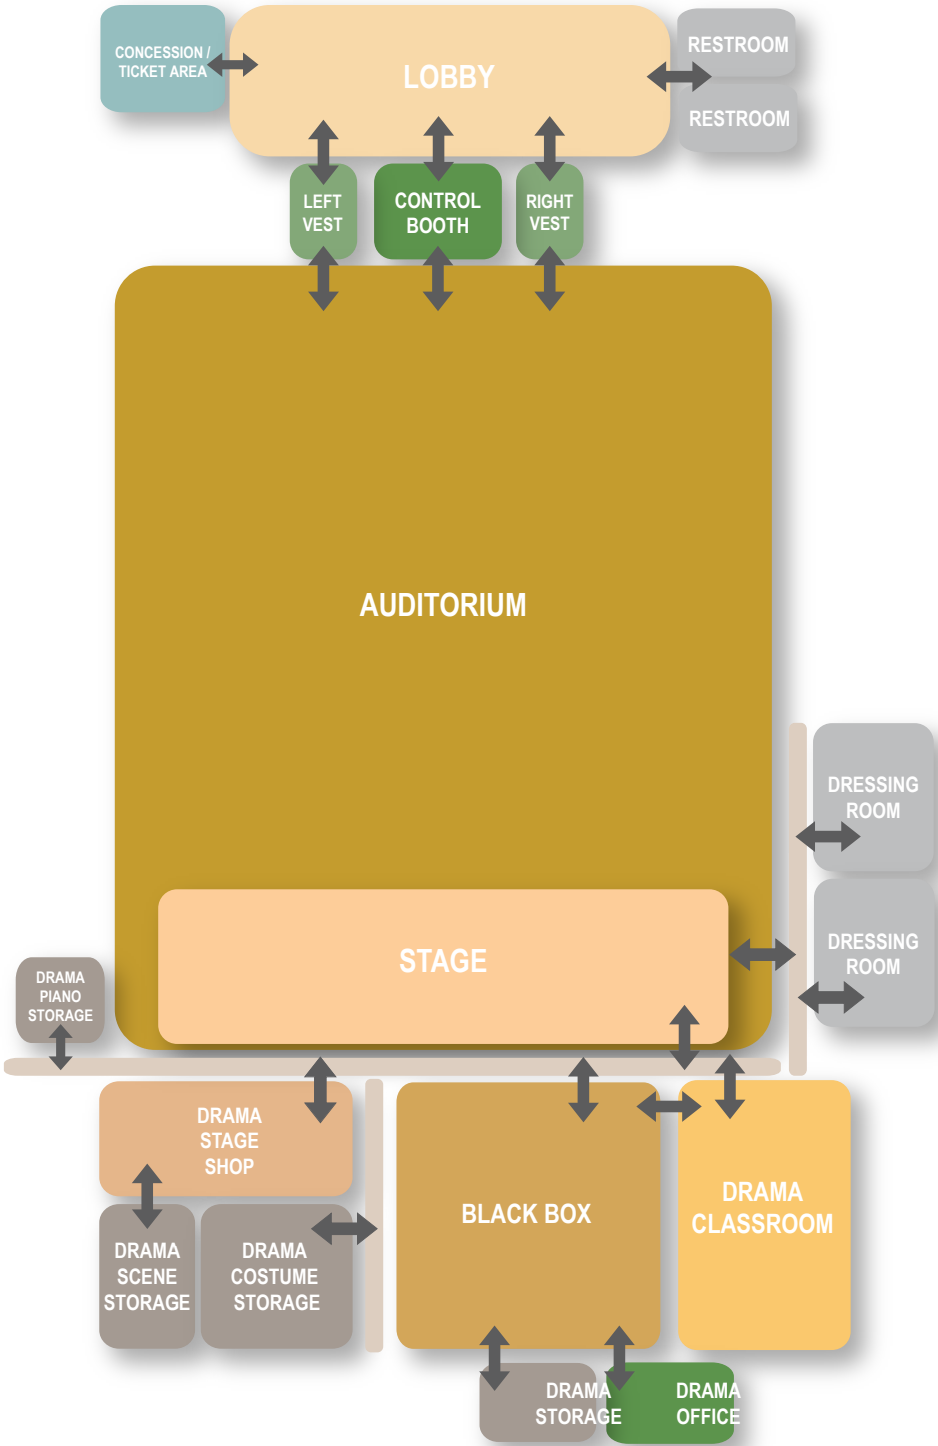 CONCESSION /
TICKET AREA
LOBBY
RESTROOM
RESTROOM
LEFT
VEST
CONTROL
BOOTH
RIGHT
VEST
AUDITORIUM
DRESSING
ROOM
STAGE
DRESSING
ROOM
DRAMA
PIANO
STORAGE
DRAMA
STAGE
SHOP
BLACK BOX
DRAMA
CLASSROOM
DRAMA
SCENE
STORAGE
DRAMA
COSTUME
STORAGE
DRAMA
STORAGE
DRAMA
OFFICE